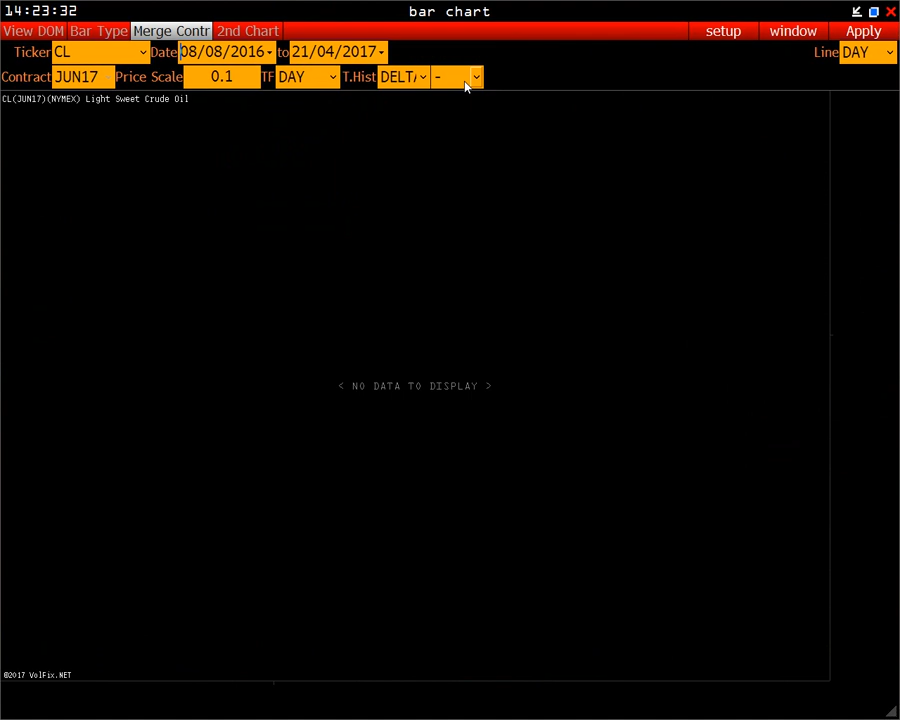 14:23:32 bar chart
View DOM Bar Type Merge Contr 2nd Chart setup window Apply
Ticker CL Date 08/08/2016 to 21/04/2017 Line DAY
Contract JUN17 Price Scale 0.1 TF DAY T.Hist DELT -
CL(JUN17)(NYMEX) Light Sweet Crude Oil
< NO DATA TO DISPLAY >
©2017 VolFix.NET